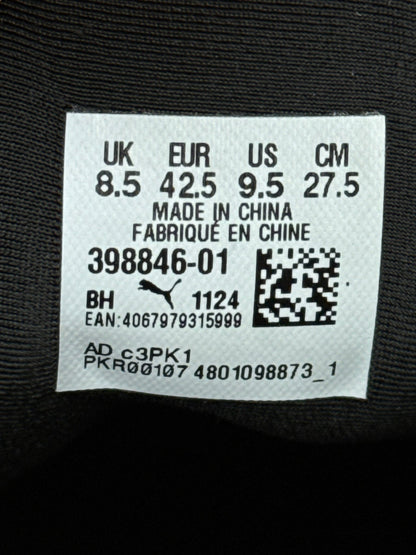 UK EUR US CM
8.5 42.5 9.5 27.5
MADE IN CHINA
FABRIQUÉ EN CHINE
398846-01
BH 1124
EAN:4067979315999
AD c3PK1
PKR00107 4801098873_1